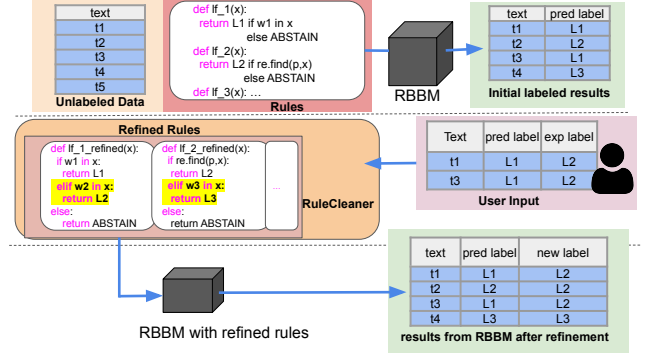 text
t1
t2
t3
t4
t5
Unlabeled Data
def lf_1(x):
return L1 if w1 in x
else ABSTAIN
def lf_2(x):
return L2 if re.find(p,x)
else ABSTAIN
def lf_3(x): ...
Rules
RBBM
text pred label
t1 L1
t2 L2
t3 L1
t4 L3
Initial labeled results
Refined Rules
def lf_1_refined(x):
if w1 in x:
return L1
elif w2 in x:
return L2
else:
return ABSTAIN
def lf_2_refined(x):
if re.find(p,x):
return L2
elif w3 in x:
return L3
else:
return ABSTAIN
...
RuleCleaner
Text pred label exp label
t1 L1 L2
t3 L1 L2
User Input
RBBM with refined rules
text pred label new label
t1 L1 L2
t2 L2 L2
t3 L1 L2
t4 L3 L3
results from RBBM after refinement